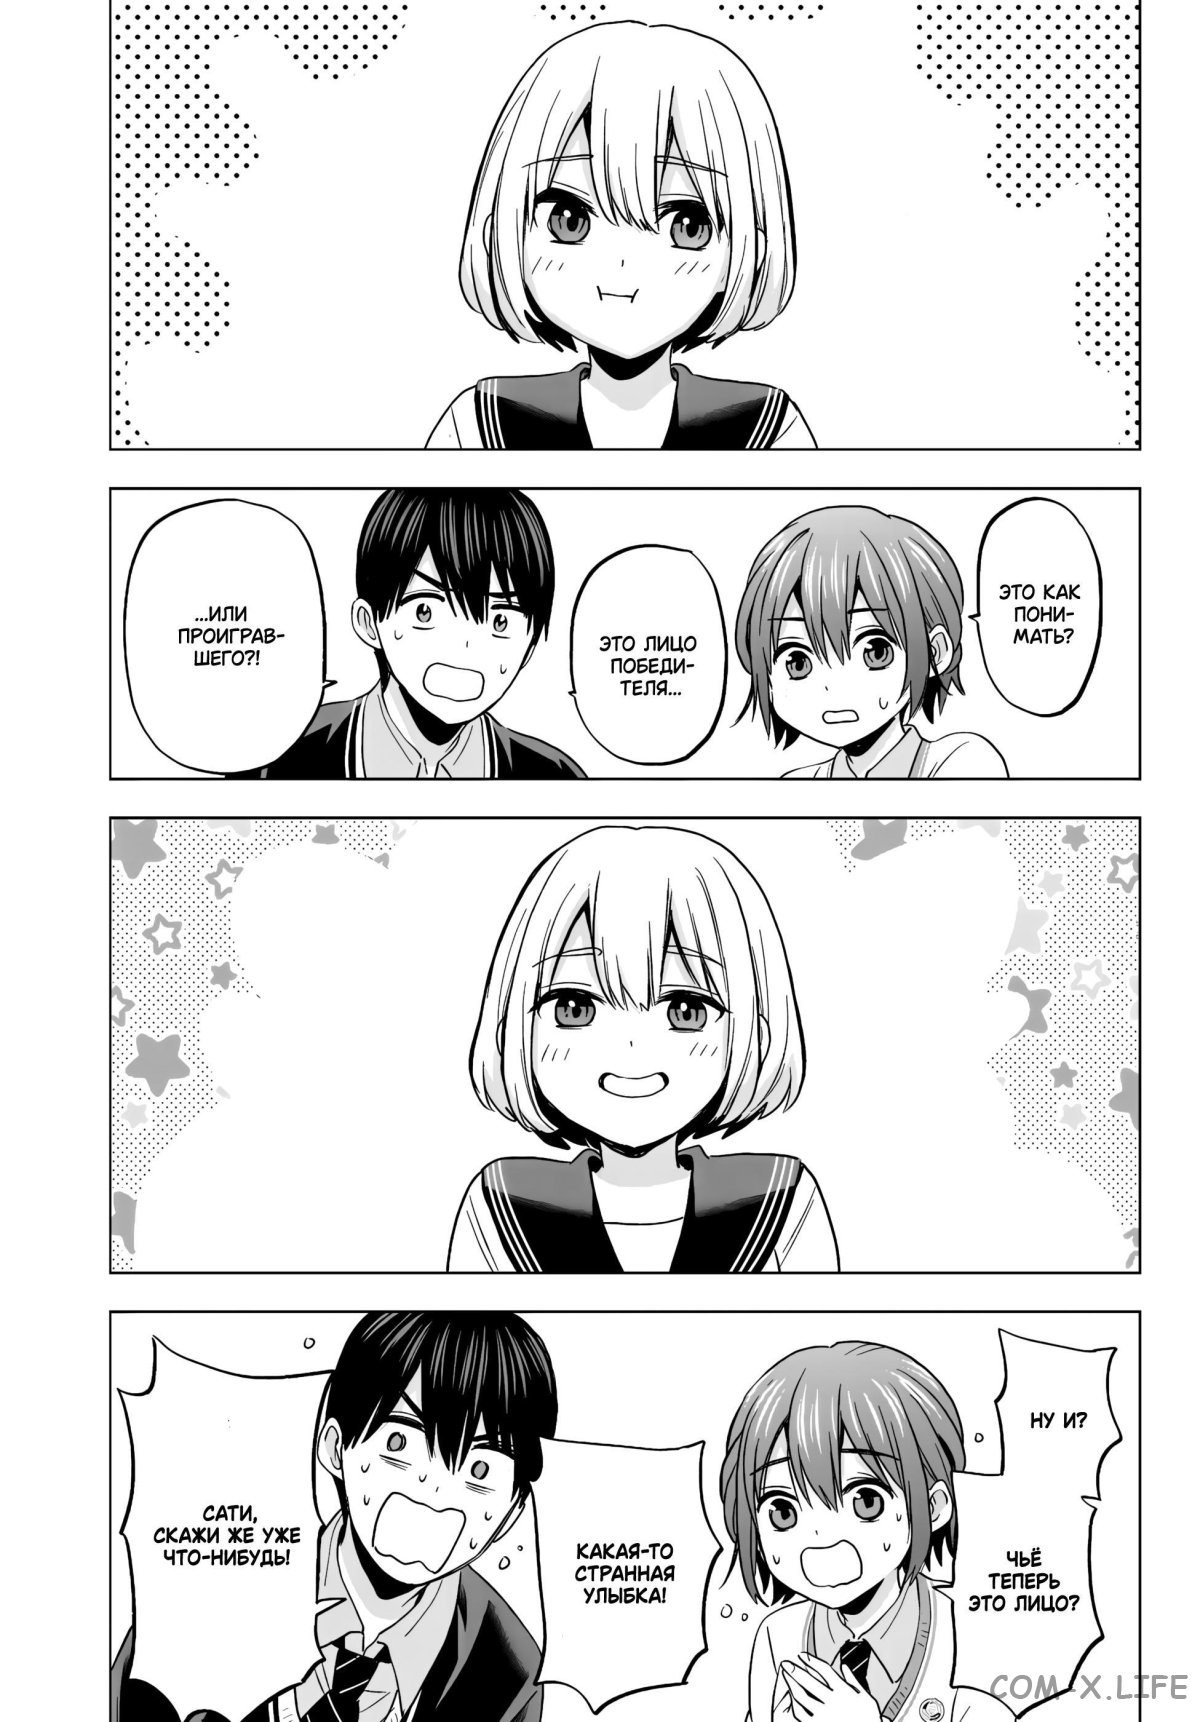 ЭТО КАК
ПОНИ-
МАТЬ?
ЭТО ЛИЦО
ПОБЕДИ-
ТЕЛЯ...
...ИЛИ
ПРОИГРАВ-
ШЕГО?!
НУ И?
ЧЬЁ
ТЕПЕРЬ
ЭТО ЛИЦО?
КАКАЯ-ТО
СТРАННАЯ
УЛЫБКА!
САТИ,
СКАЖИ ЖЕ УЖЕ
ЧТО-НИБУДЬ!
COM-X.LIFE